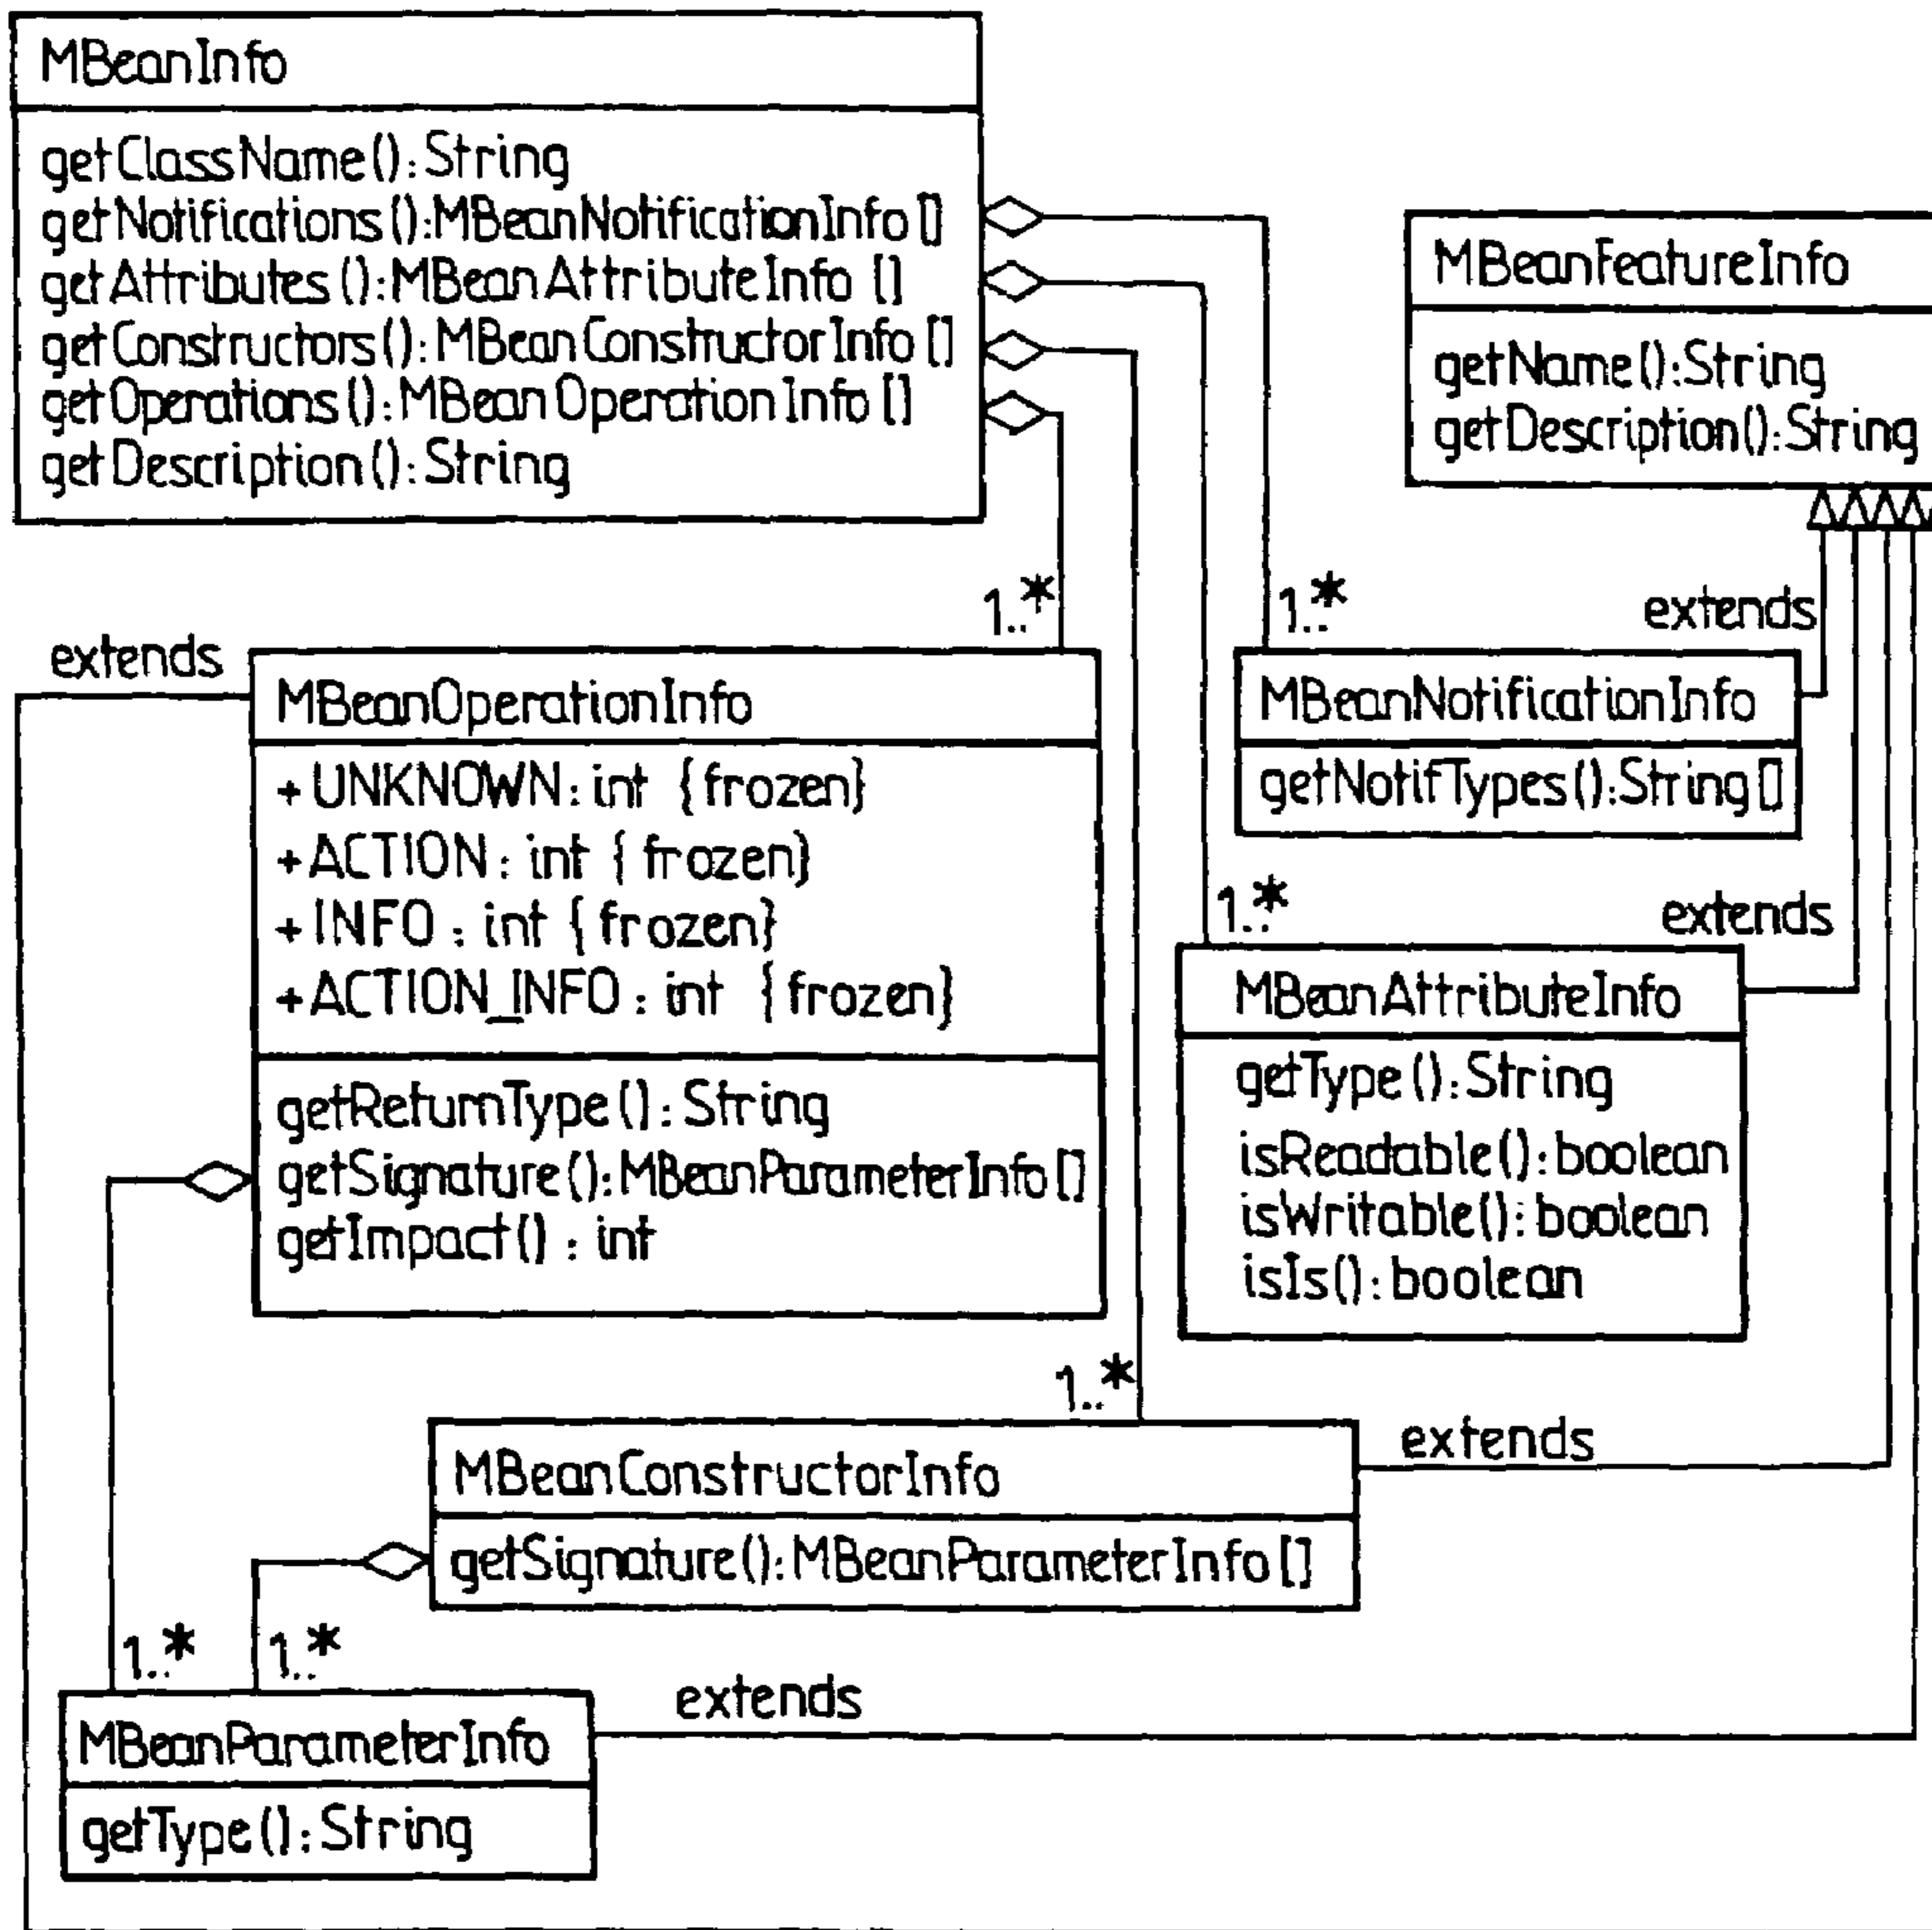 MBeanInfo
getClassName():String
getNotifications():MBeanNotificationInfo[]
getAttributes():MBeanAttributeInfo []
getConstructors():MBeanConstructorInfo[]
getOperations():MBeanOperationInfo[]
getDescription():String
MBeanFeatureInfo
getName():String
getDescription():String
1..*
1..*
extends
extends
MBeanOperationInfo
+UNKNOWN: int {frozen}
+ACTION: int {frozen}
+INFO: int {frozen}
+ACTION_INFO: int {frozen}
getReturnType(): String
getSignature():MBeanParameterInfo[]
getImpact() : int
MBeanNotificationInfo
getNotifTypes():String[]
1..*
extends
MBeanAttributeInfo
getType():String
isReadable():boolean
isWritable(): boolean
isIs(): boolean
1..*
MBeanConstructorInfo
getSignature():MBeanParameterInfo[]
extends
1..*
1..*
MBeanParameterInfo
getType():String
extends